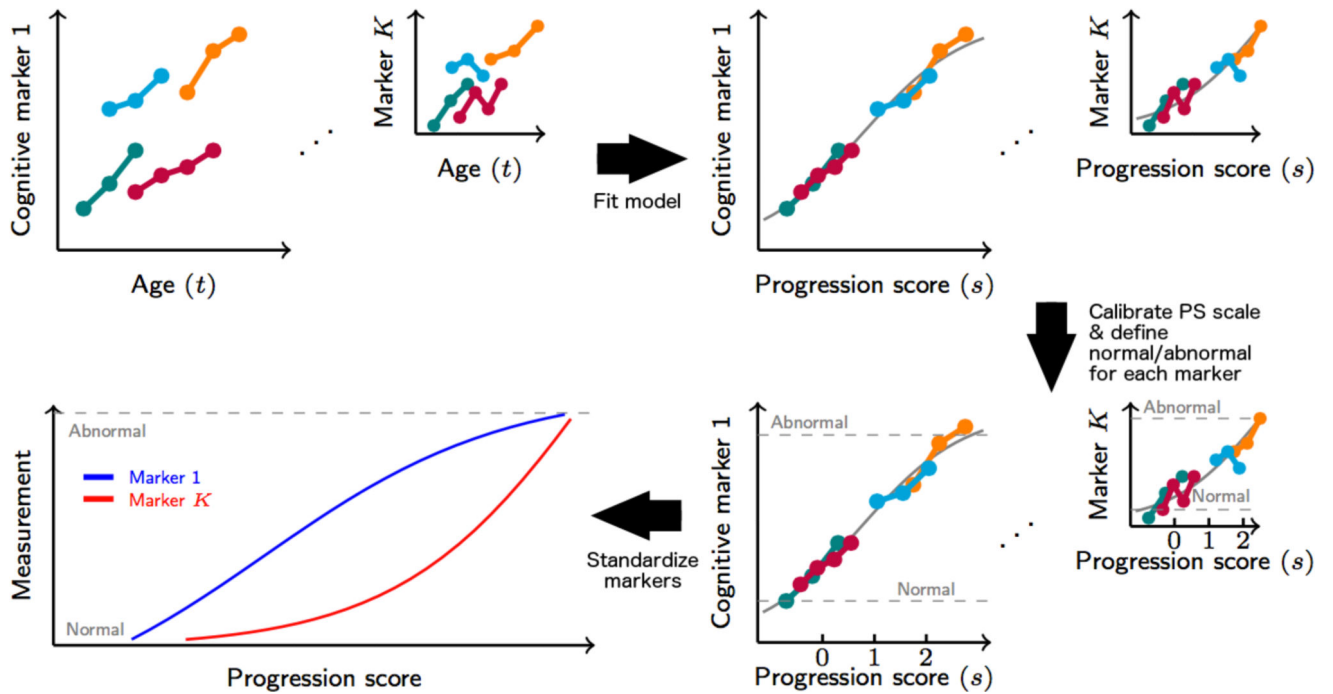 Cognitive marker 1
Age (t)
Marker K
Age (t)
Fit model
Cognitive marker 1
Progression score (s)
Marker K
Progression score (s)
Calibrate PS scale
& define
normal/abnormal
for each marker
Cognitive marker 1
Abnormal
Normal
0 1 2
Progression score (s)
Marker K
Abnormal
Normal
0 1 2
Progression score (s)
Standardize
markers
Measurement
Abnormal
Marker 1
Marker K
Normal
Progression score